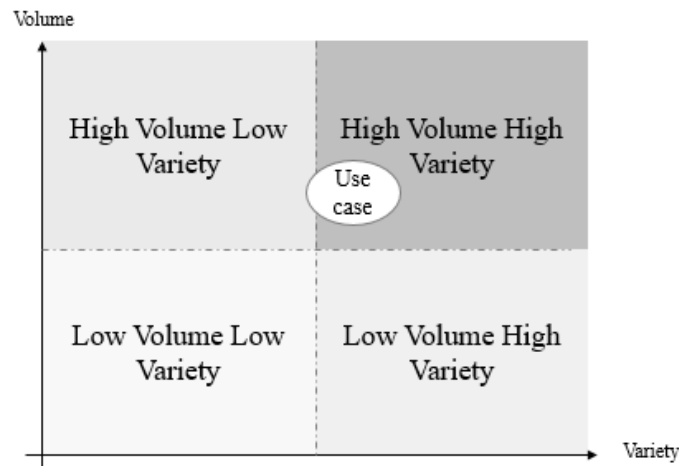 Volume
High Volume Low
Variety
High Volume High
Variety
Use
case
Low Volume Low
Variety
Low Volume High
Variety
Variety